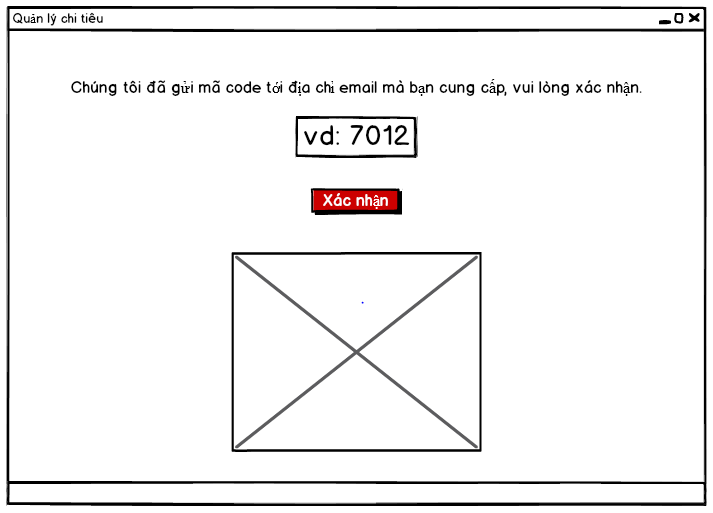 Quản lý chi tiêu
Chúng tôi đã gửi mã code tới địa chỉ email mà bạn cung cấp, vui lòng xác nhận.
vd: 7012
Xác nhận